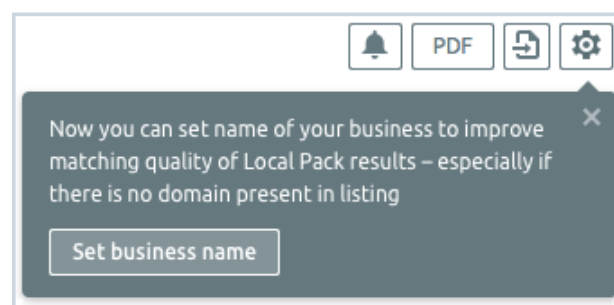 PDF
Now you can set name of your business to improve
matching quality of Local Pack results – especially if
there is no domain present in listing
Set business name